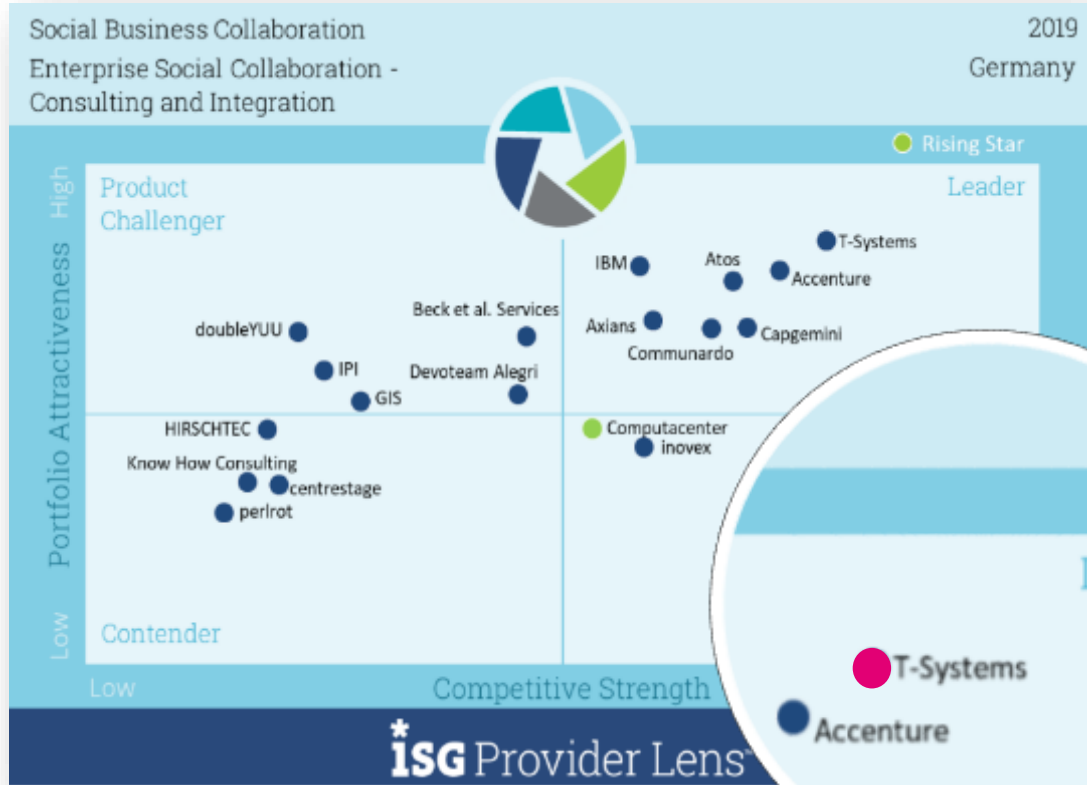 Social Business Collaboration
2019
Enterprise Social Collaboration -
Germany
Consulting and Integration
Rising Star
High
Product
Challenger
Leader
T-Systems
IBM
Atos
Accenture
Beck et al. Services
doubleYUU
Axians
Capgemini
Communardo
IPI
Devoteam Alegri
GIS
HIRSCHTEC
Computacenter
inovex
Know How Consulting
centrestage
perlrot
Portfolio Attractiveness
Low
Contender
Low
Competitive Strength
T-Systems
Accenture
*ISG Provider Lens™